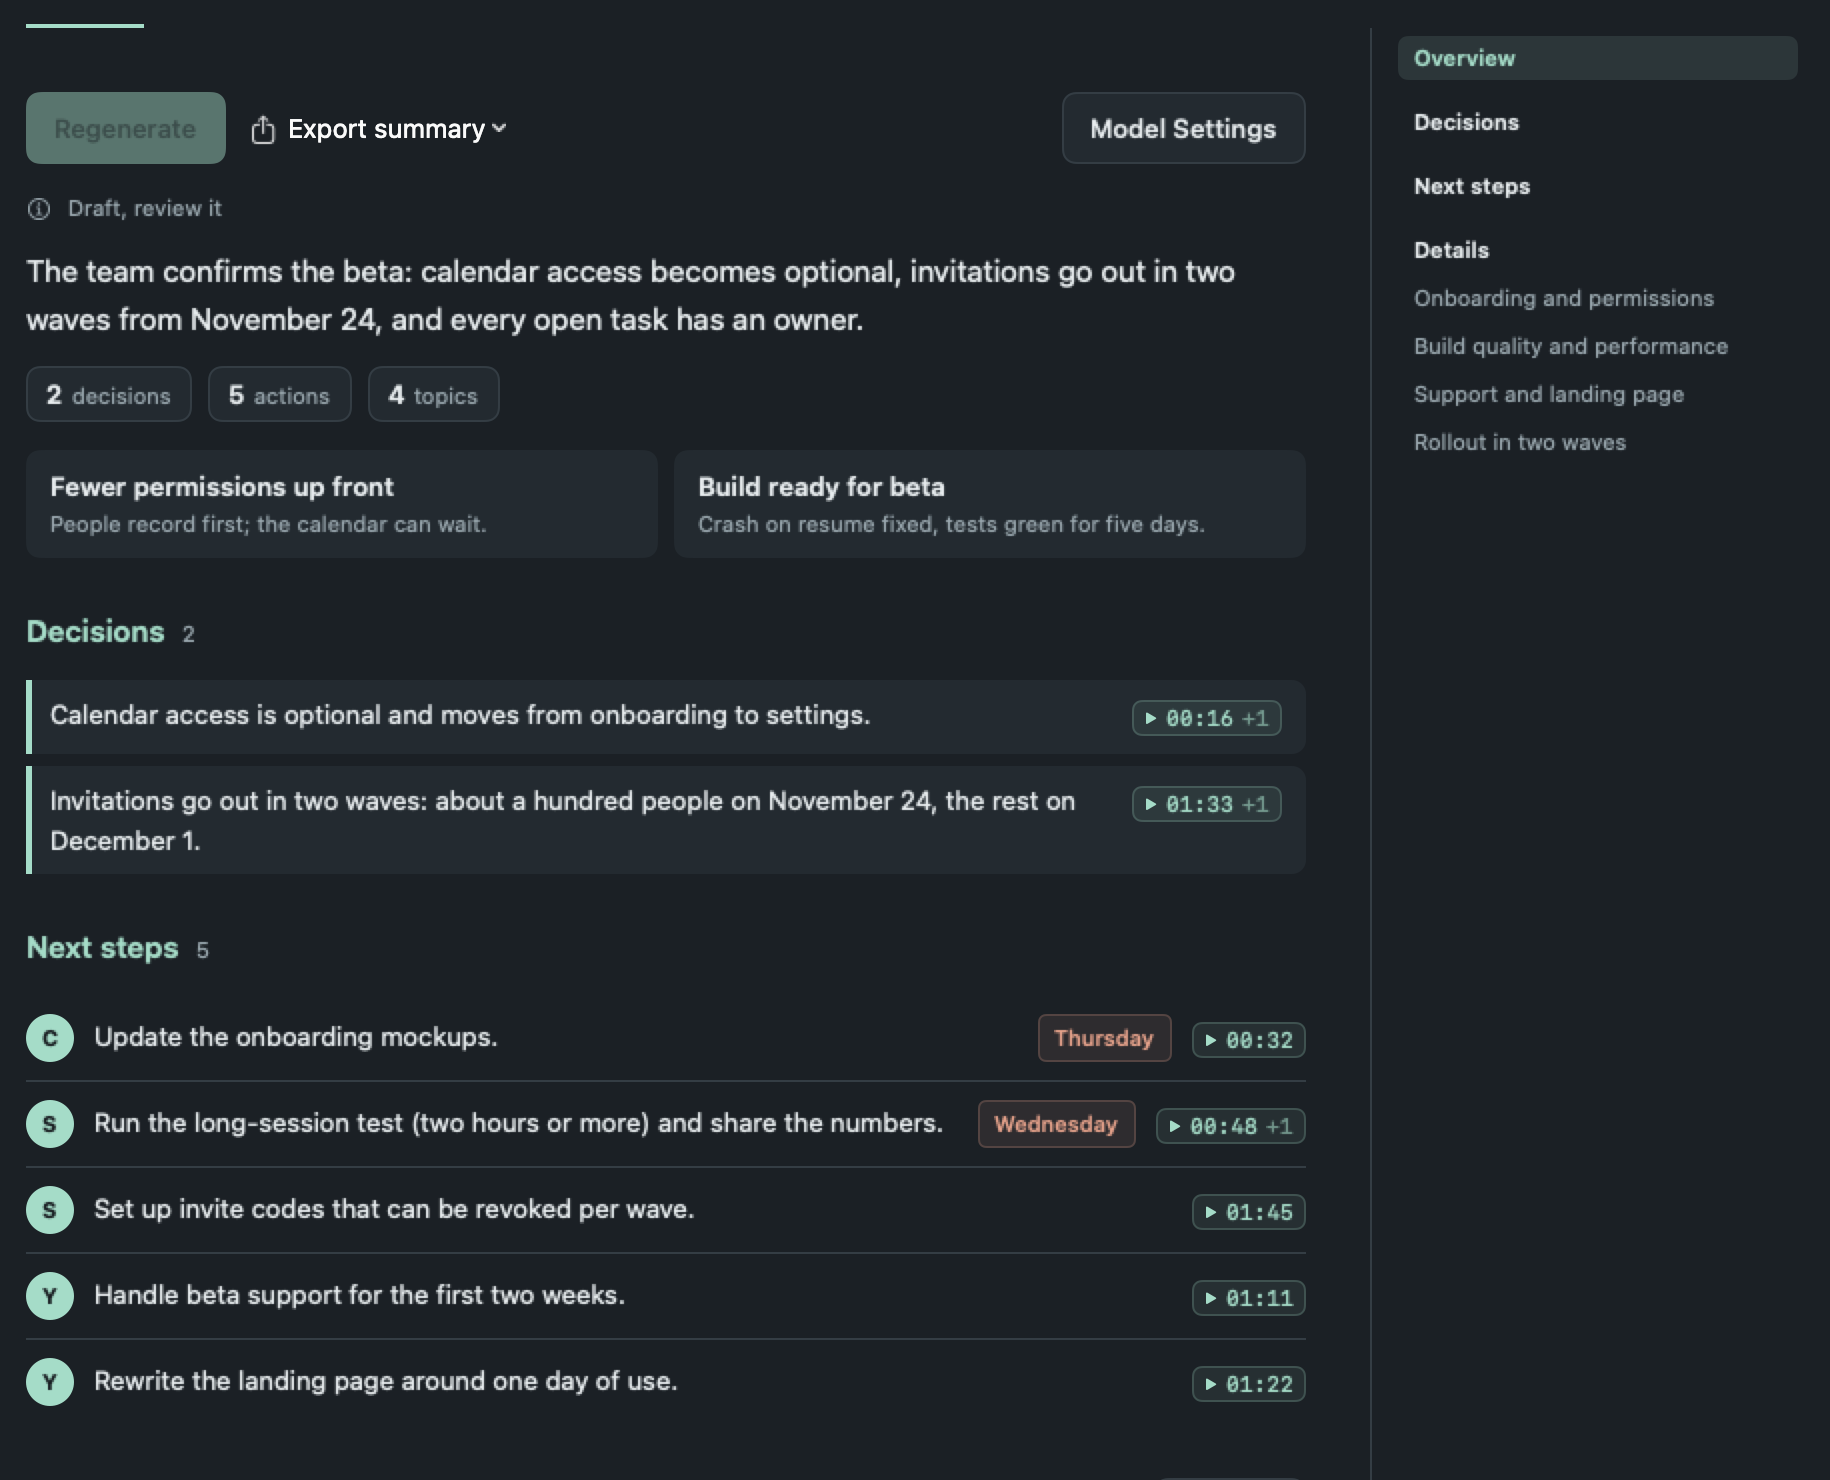 Regenerate
Export summary
Model Settings
Draft, review it
The team confirms the beta: calendar access becomes optional, invitations go out in two
waves from November 24, and every open task has an owner.
2 decisions
5 actions
4 topics
Fewer permissions up front
People record first; the calendar can wait.
Build ready for beta
Crash on resume fixed, tests green for five days.
Decisions 2
Calendar access is optional and moves from onboarding to settings.
00:16 +1
Invitations go out in two waves: about a hundred people on November 24, the rest on
December 1.
01:33 +1
Next steps 5
C
Update the onboarding mockups.
Thursday
00:32
S
Run the long-session test (two hours or more) and share the numbers.
Wednesday
00:48 +1
S
Set up invite codes that can be revoked per wave.
01:45
Y
Handle beta support for the first two weeks.
01:11
Y
Rewrite the landing page around one day of use.
01:22
Overview
Decisions
Next steps
Details
Onboarding and permissions
Build quality and performance
Support and landing page
Rollout in two waves